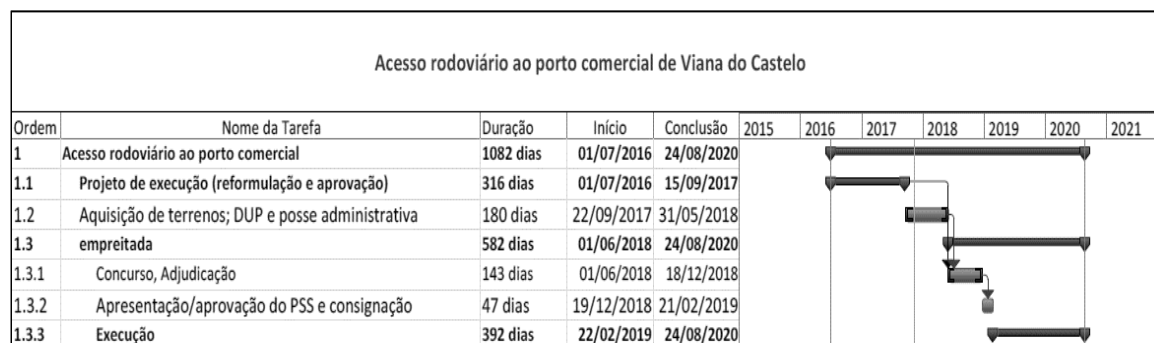 Acesso rodoviário ao porto comercial de Viana do Castelo
Ordem Nome da Tarefa Duração Início Conclusão 2015 2016 2017 2018 2019 2020 2021
1 Acesso rodoviário ao porto comercial 1082 dias 01/07/2016 24/08/2020
1.1 Projeto de execução (reformulação e aprovação) 316 dias 01/07/2016 15/09/2017
1.2 Aquisição de terrenos; DUP e posse administrativa 180 dias 22/09/2017 31/05/2018
1.3 empreitada 582 dias 01/06/2018 24/08/2020
1.3.1 Concurso, Adjudicação 143 dias 01/06/2018 18/12/2018
1.3.2 Apresentação/aprovação do PSS e consignação 47 dias 19/12/2018 21/02/2019
1.3.3 Execução 392 dias 22/02/2019 24/08/2020